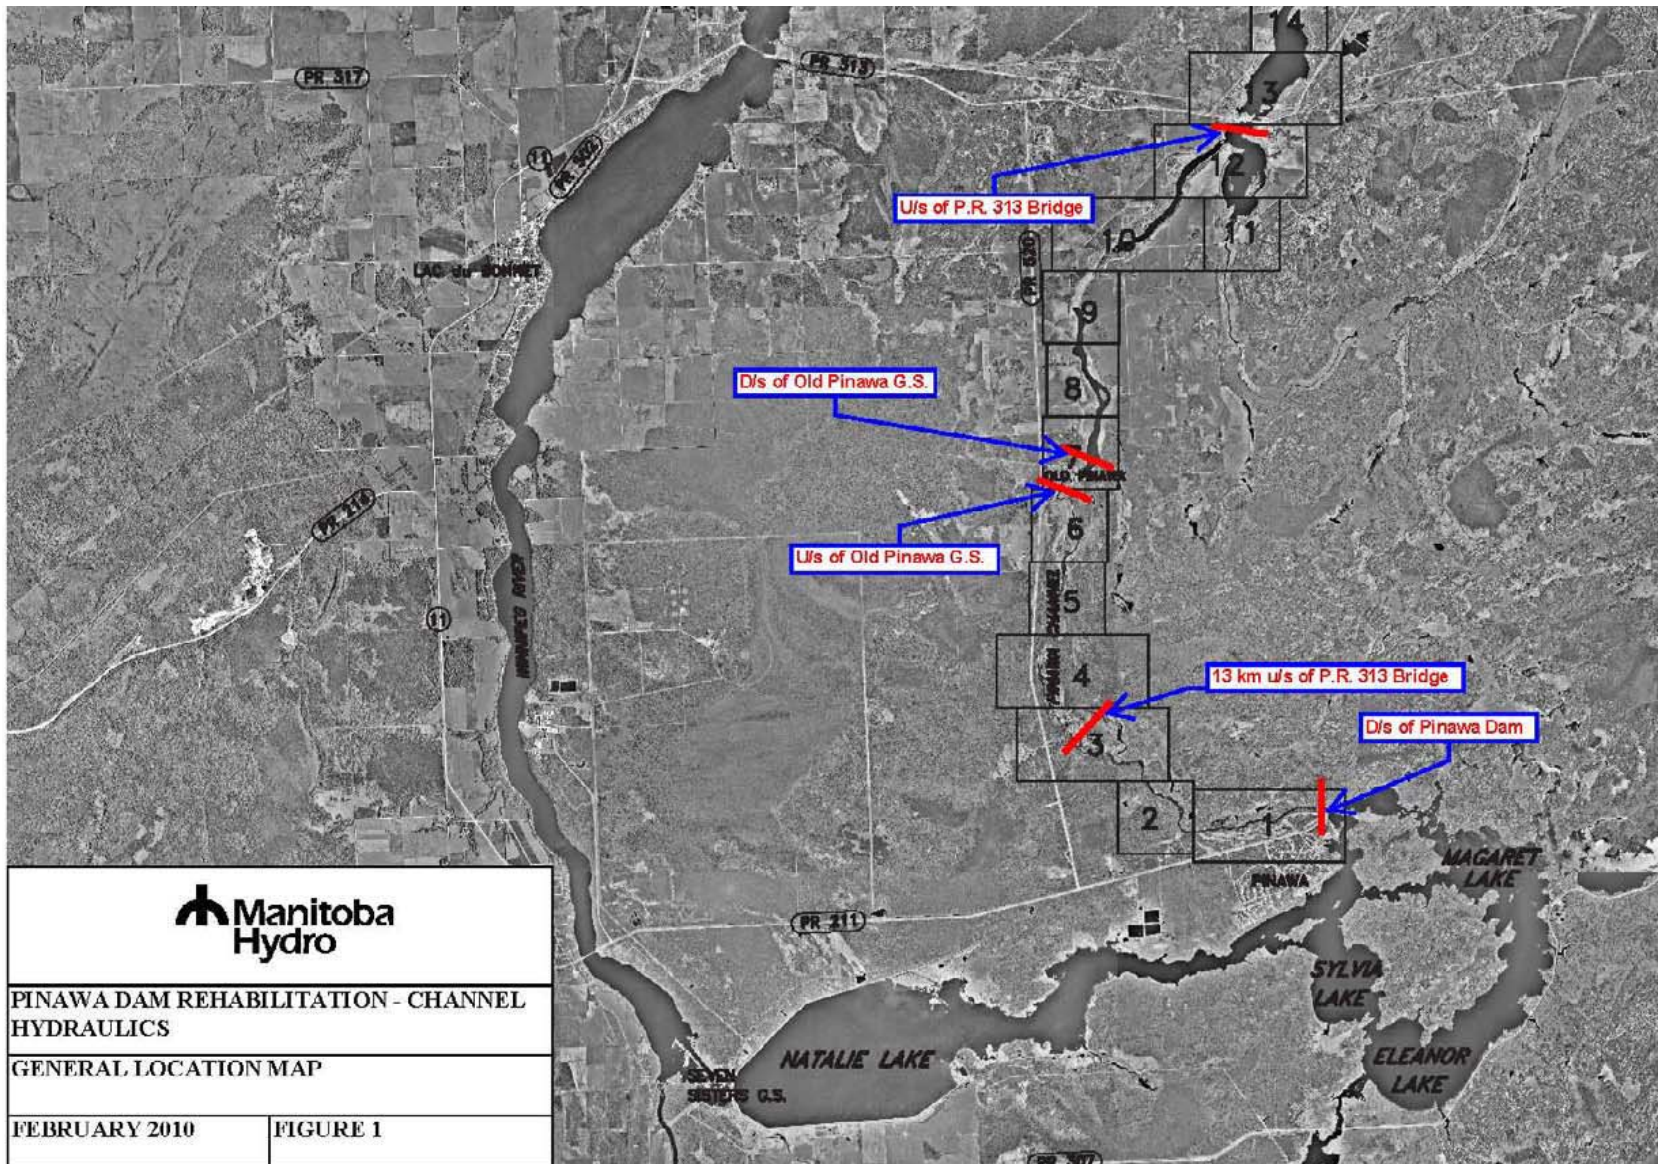 14
PR 317
PR 313
13
11
PR 502
12
U/s of P.R. 313 Bridge
10
11
LAC du BONNET
PR 520
9
D/s of Old Pinawa G.S.
8
7
OLD PINAWA
PR 214
6
U/s of Old Pinawa G.S.
WINNIPEG RIVER
PINAWA CHANNEL
5
11
4
13 km u/s of P.R. 313 Bridge
3
D/s of Pinawa Dam
2
1
MAGARET
LAKE
PINAWA
PR 211
SYLVIA
LAKE
NATALIE LAKE
ELEANOR
LAKE
SEVEN
SISTERS G.S.
PR 307
Manitoba
Hydro
PINAWA DAM REHABILITATION - CHANNEL
HYDRAULICS
GENERAL LOCATION MAP
FEBRUARY 2010
FIGURE 1